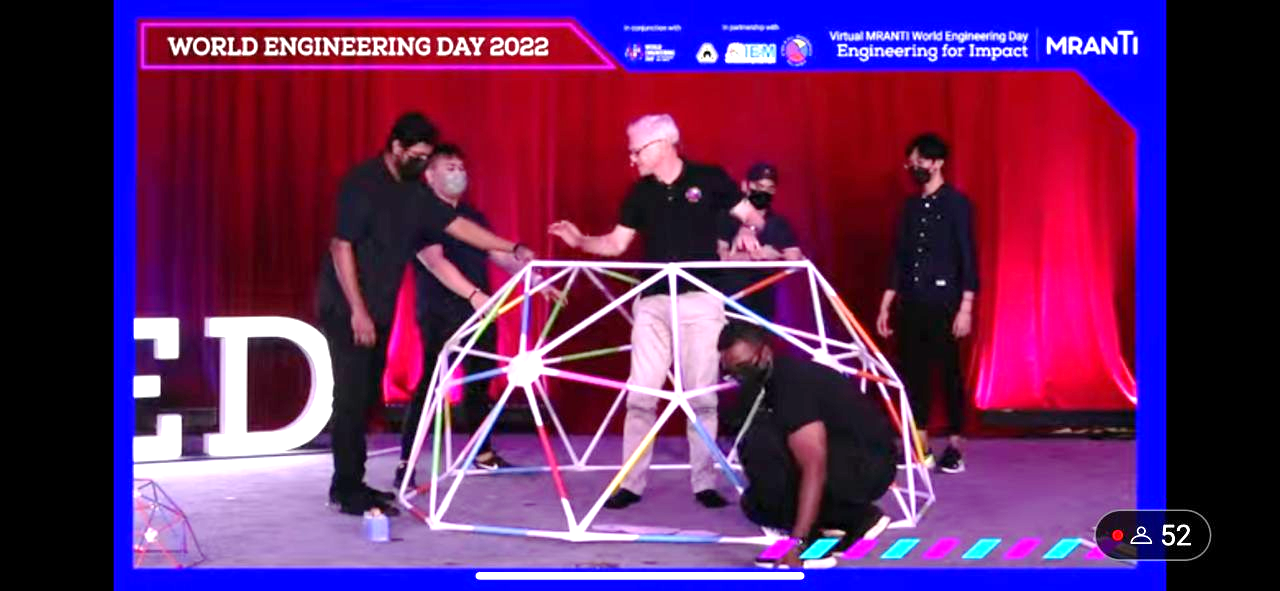 WORLD ENGINEERING DAY 2022
in conjunction with
in partnership with
IEM
Virtual MRANTI World Engineering Day
Engineering for Impact
MRANTI
ED
52